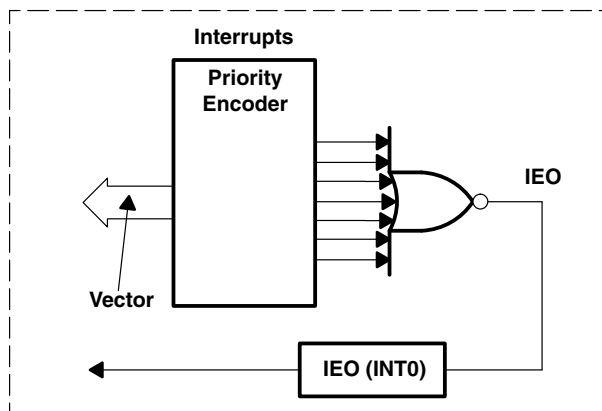 Interrupts
Priority
Encoder
IEO
Vector
IEO (INT0)